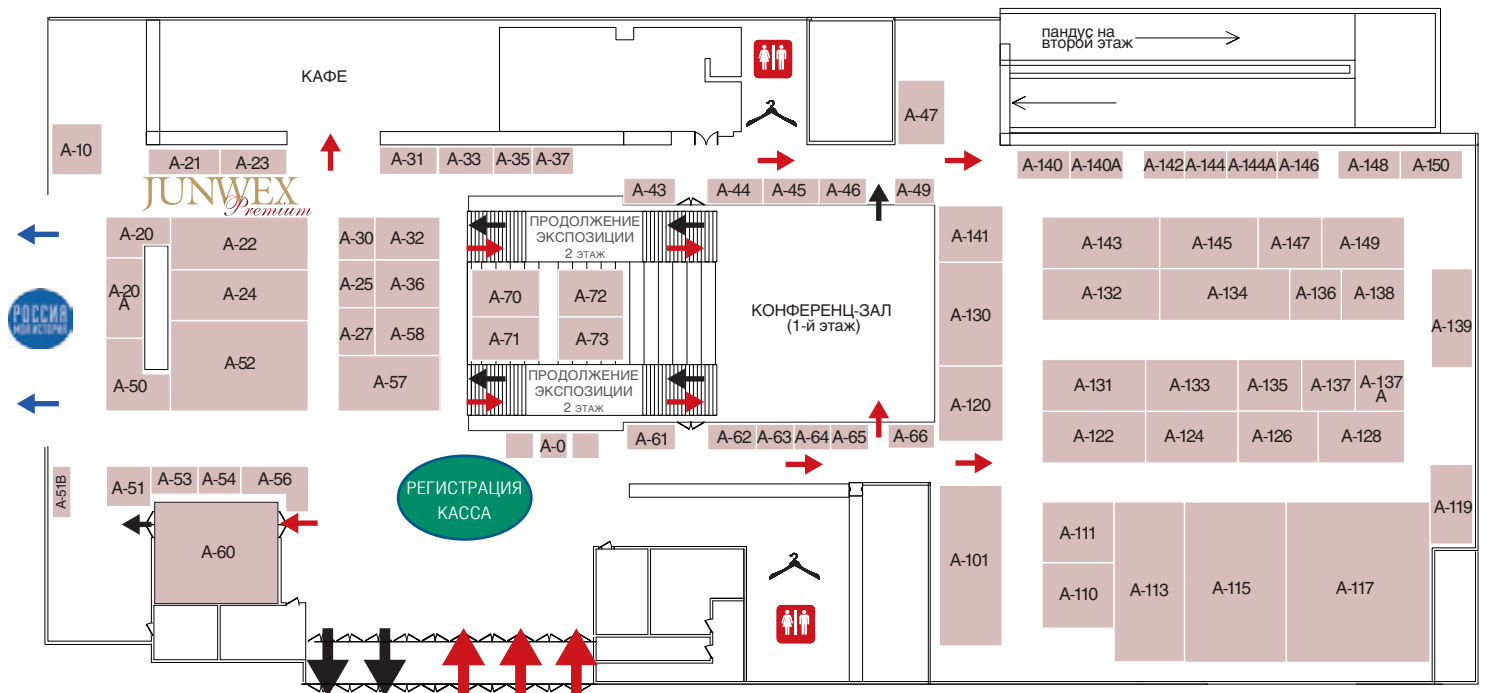 пандус на
второй этаж
КАФЕ
A-47
A-10
A-21
A-23
A-31
A-33
A-35
A-37
A-140
A-140A
A-142
A-144
A-144A
A-146
A-148
A-150
JUNWEX
Premium
A-43
A-44
A-45
A-46
A-49
A-20
A-22
A-30
A-32
ПРОДОЛЖЕНИЕ
ЭКСПОЗИЦИИ
2 ЭТАЖ
A-141
A-143
A-145
A-147
A-149
A-20
A
A-24
A-25
A-36
A-70
A-72
КОНФЕРЕНЦ-ЗАЛ
(1-й этаж)
A-130
A-132
A-134
A-136
A-138
РОССИЯ
МОЯ ИСТОРИЯ
A-27
A-58
A-71
A-73
A-139
A-52
A-50
A-57
ПРОДОЛЖЕНИЕ
ЭКСПОЗИЦИИ
2 ЭТАЖ
A-120
A-131
A-133
A-135
A-137
A-137
A
A-0
A-61
A-62
A-63
A-64
A-65
A-66
A-122
A-124
A-126
A-128
A-51B
A-51
A-53
A-54
A-56
РЕГИСТРАЦИЯ
КАССА
A-119
A-60
A-101
A-111
A-110
A-113
A-115
A-117